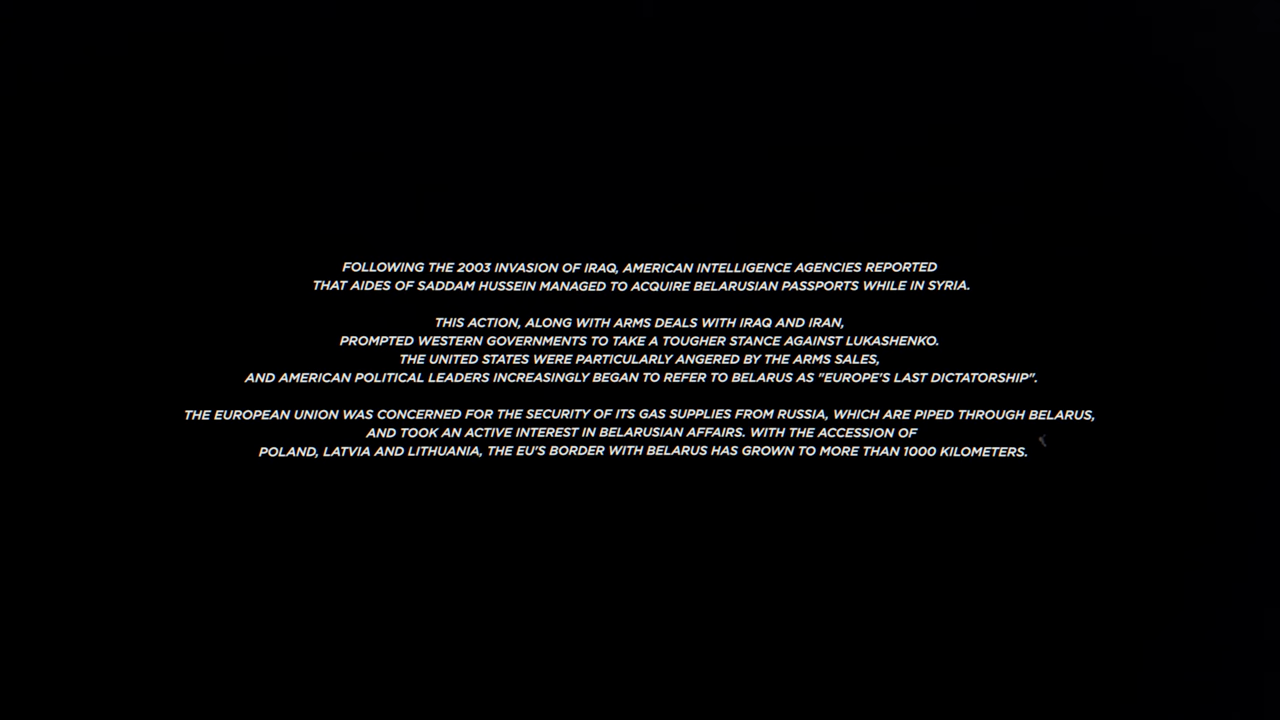 FOLLOWING THE 2003 INVASION OF IRAQ, AMERICAN INTELLIGENCE AGENCIES REPORTED
THAT AIDES OF SADDAM HUSSEIN MANAGED TO ACQUIRE BELARUSIAN PASSPORTS WHILE IN SYRIA.
THIS ACTION, ALONG WITH ARMS DEALS WITH IRAQ AND IRAN,
PROMPTED WESTERN GOVERNMENTS TO TAKE A TOUGHER STANCE AGAINST LUKASHENKO.
THE UNITED STATES WERE PARTICULARLY ANGERED BY THE ARMS SALES,
AND AMERICAN POLITICAL LEADERS INCREASINGLY BEGAN TO REFER TO BELARUS AS "EUROPE'S LAST DICTATORSHIP".
THE EUROPEAN UNION WAS CONCERNED FOR THE SECURITY OF ITS GAS SUPPLIES FROM RUSSIA, WHICH ARE PIPED THROUGH BELARUS,
AND TOOK AN ACTIVE INTEREST IN BELARUSIAN AFFAIRS. WITH THE ACCESSION OF
POLAND, LATVIA AND LITHUANIA, THE EU'S BORDER WITH BELARUS HAS GROWN TO MORE THAN 1000 KILOMETERS.